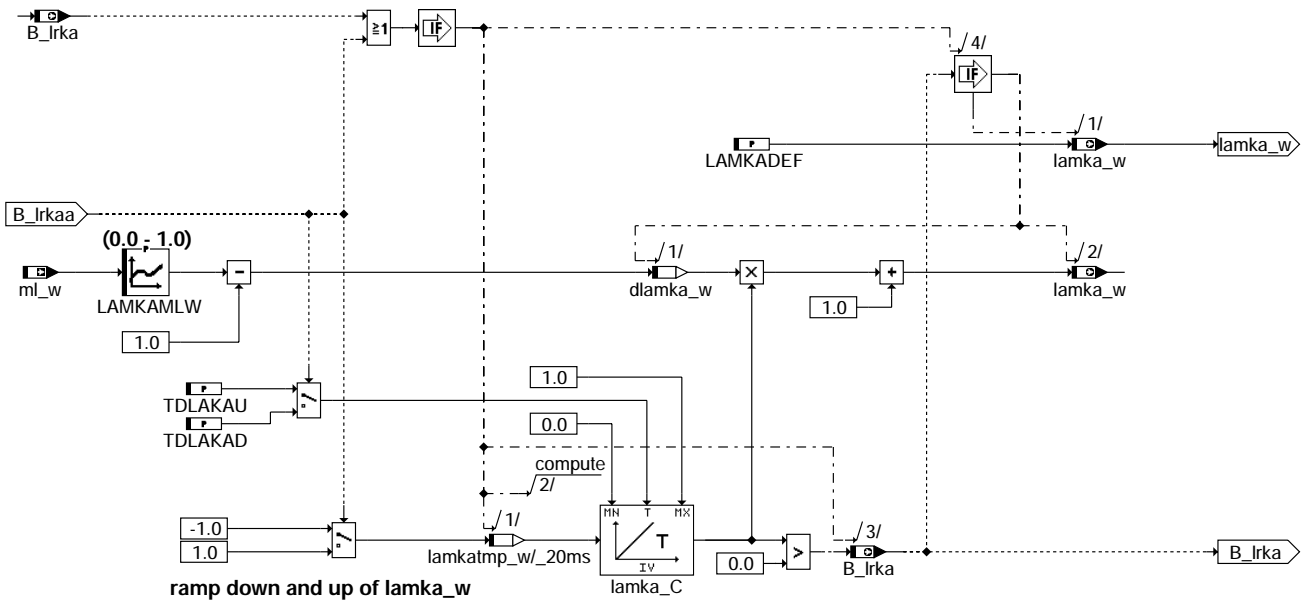 B_lrka
≥1
IF
/4/
IF
/1/
LAMKADEF
lamka_w
lamka_w
B_lrkaa
(0.0 - 1.0)
P
ml_w
LAMKAMLW
-
1.0
/1/
dlamka_w
×
+
1.0
/2/
lamka_w
P
TDLAKAU
P
TDLAKAD
1.0
0.0
compute
2/
-1.0
1.0
/1/
lamkatmp_w/_20ms
MN T MX
T
IV
lamka_C
>
0.0
/3/
B_lrka
B_lrka
ramp down and up of lamka_w